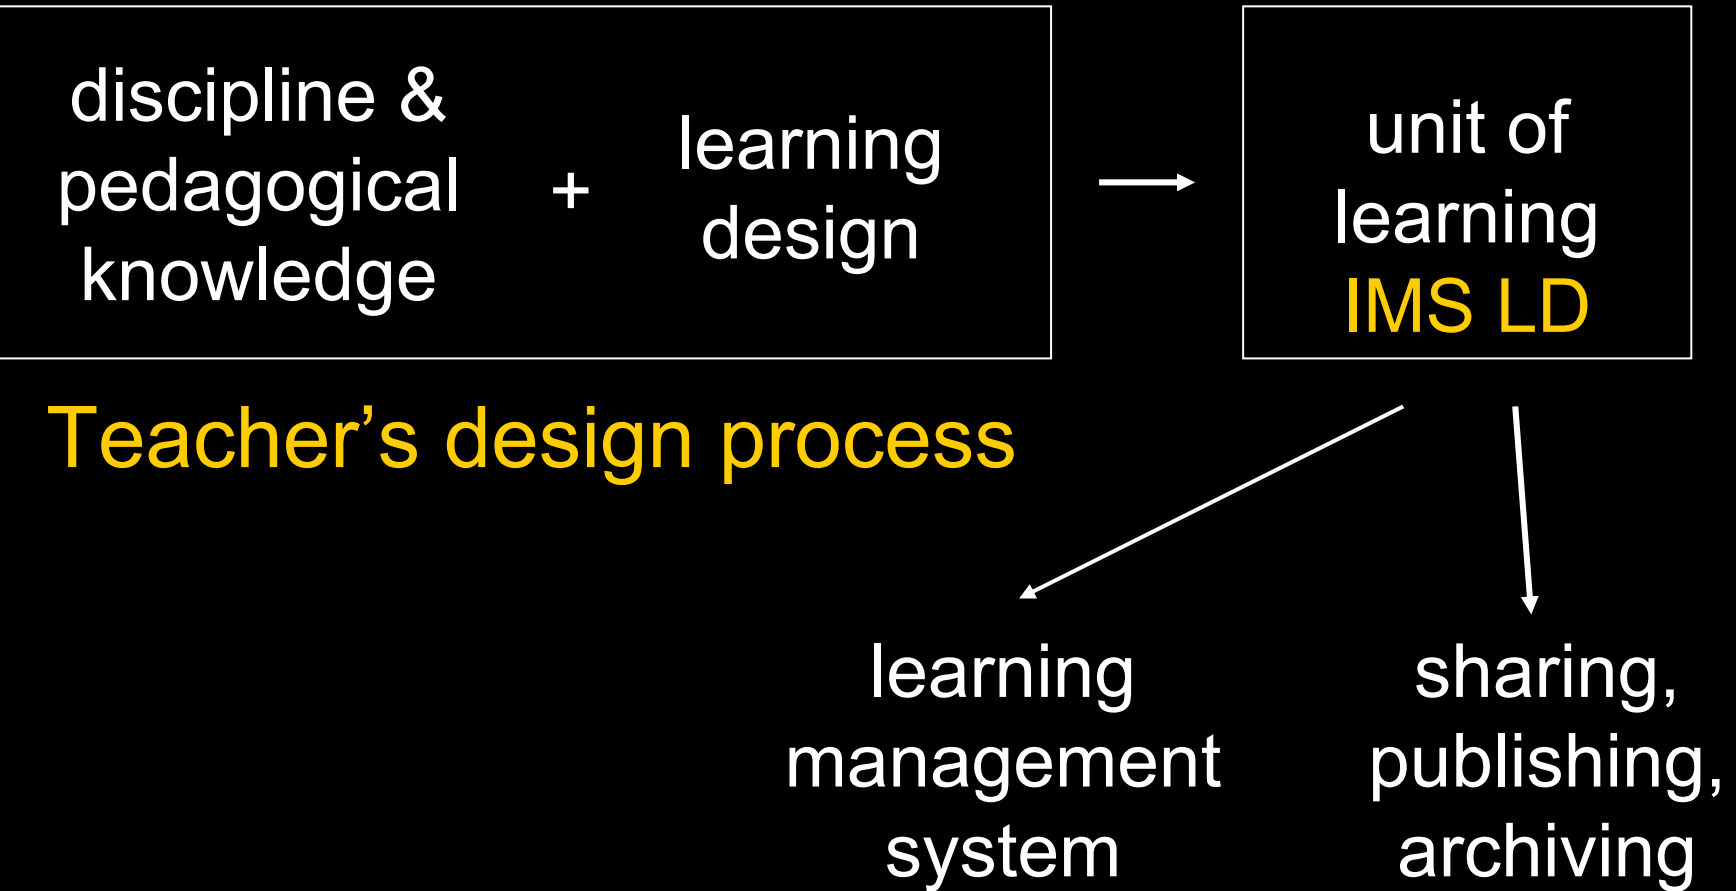 discipline &
pedagogical
knowledge
+
learning
design
unit of
learning
IMS LD
Teacher’s design process
learning
management
system
sharing,
publishing,
archiving